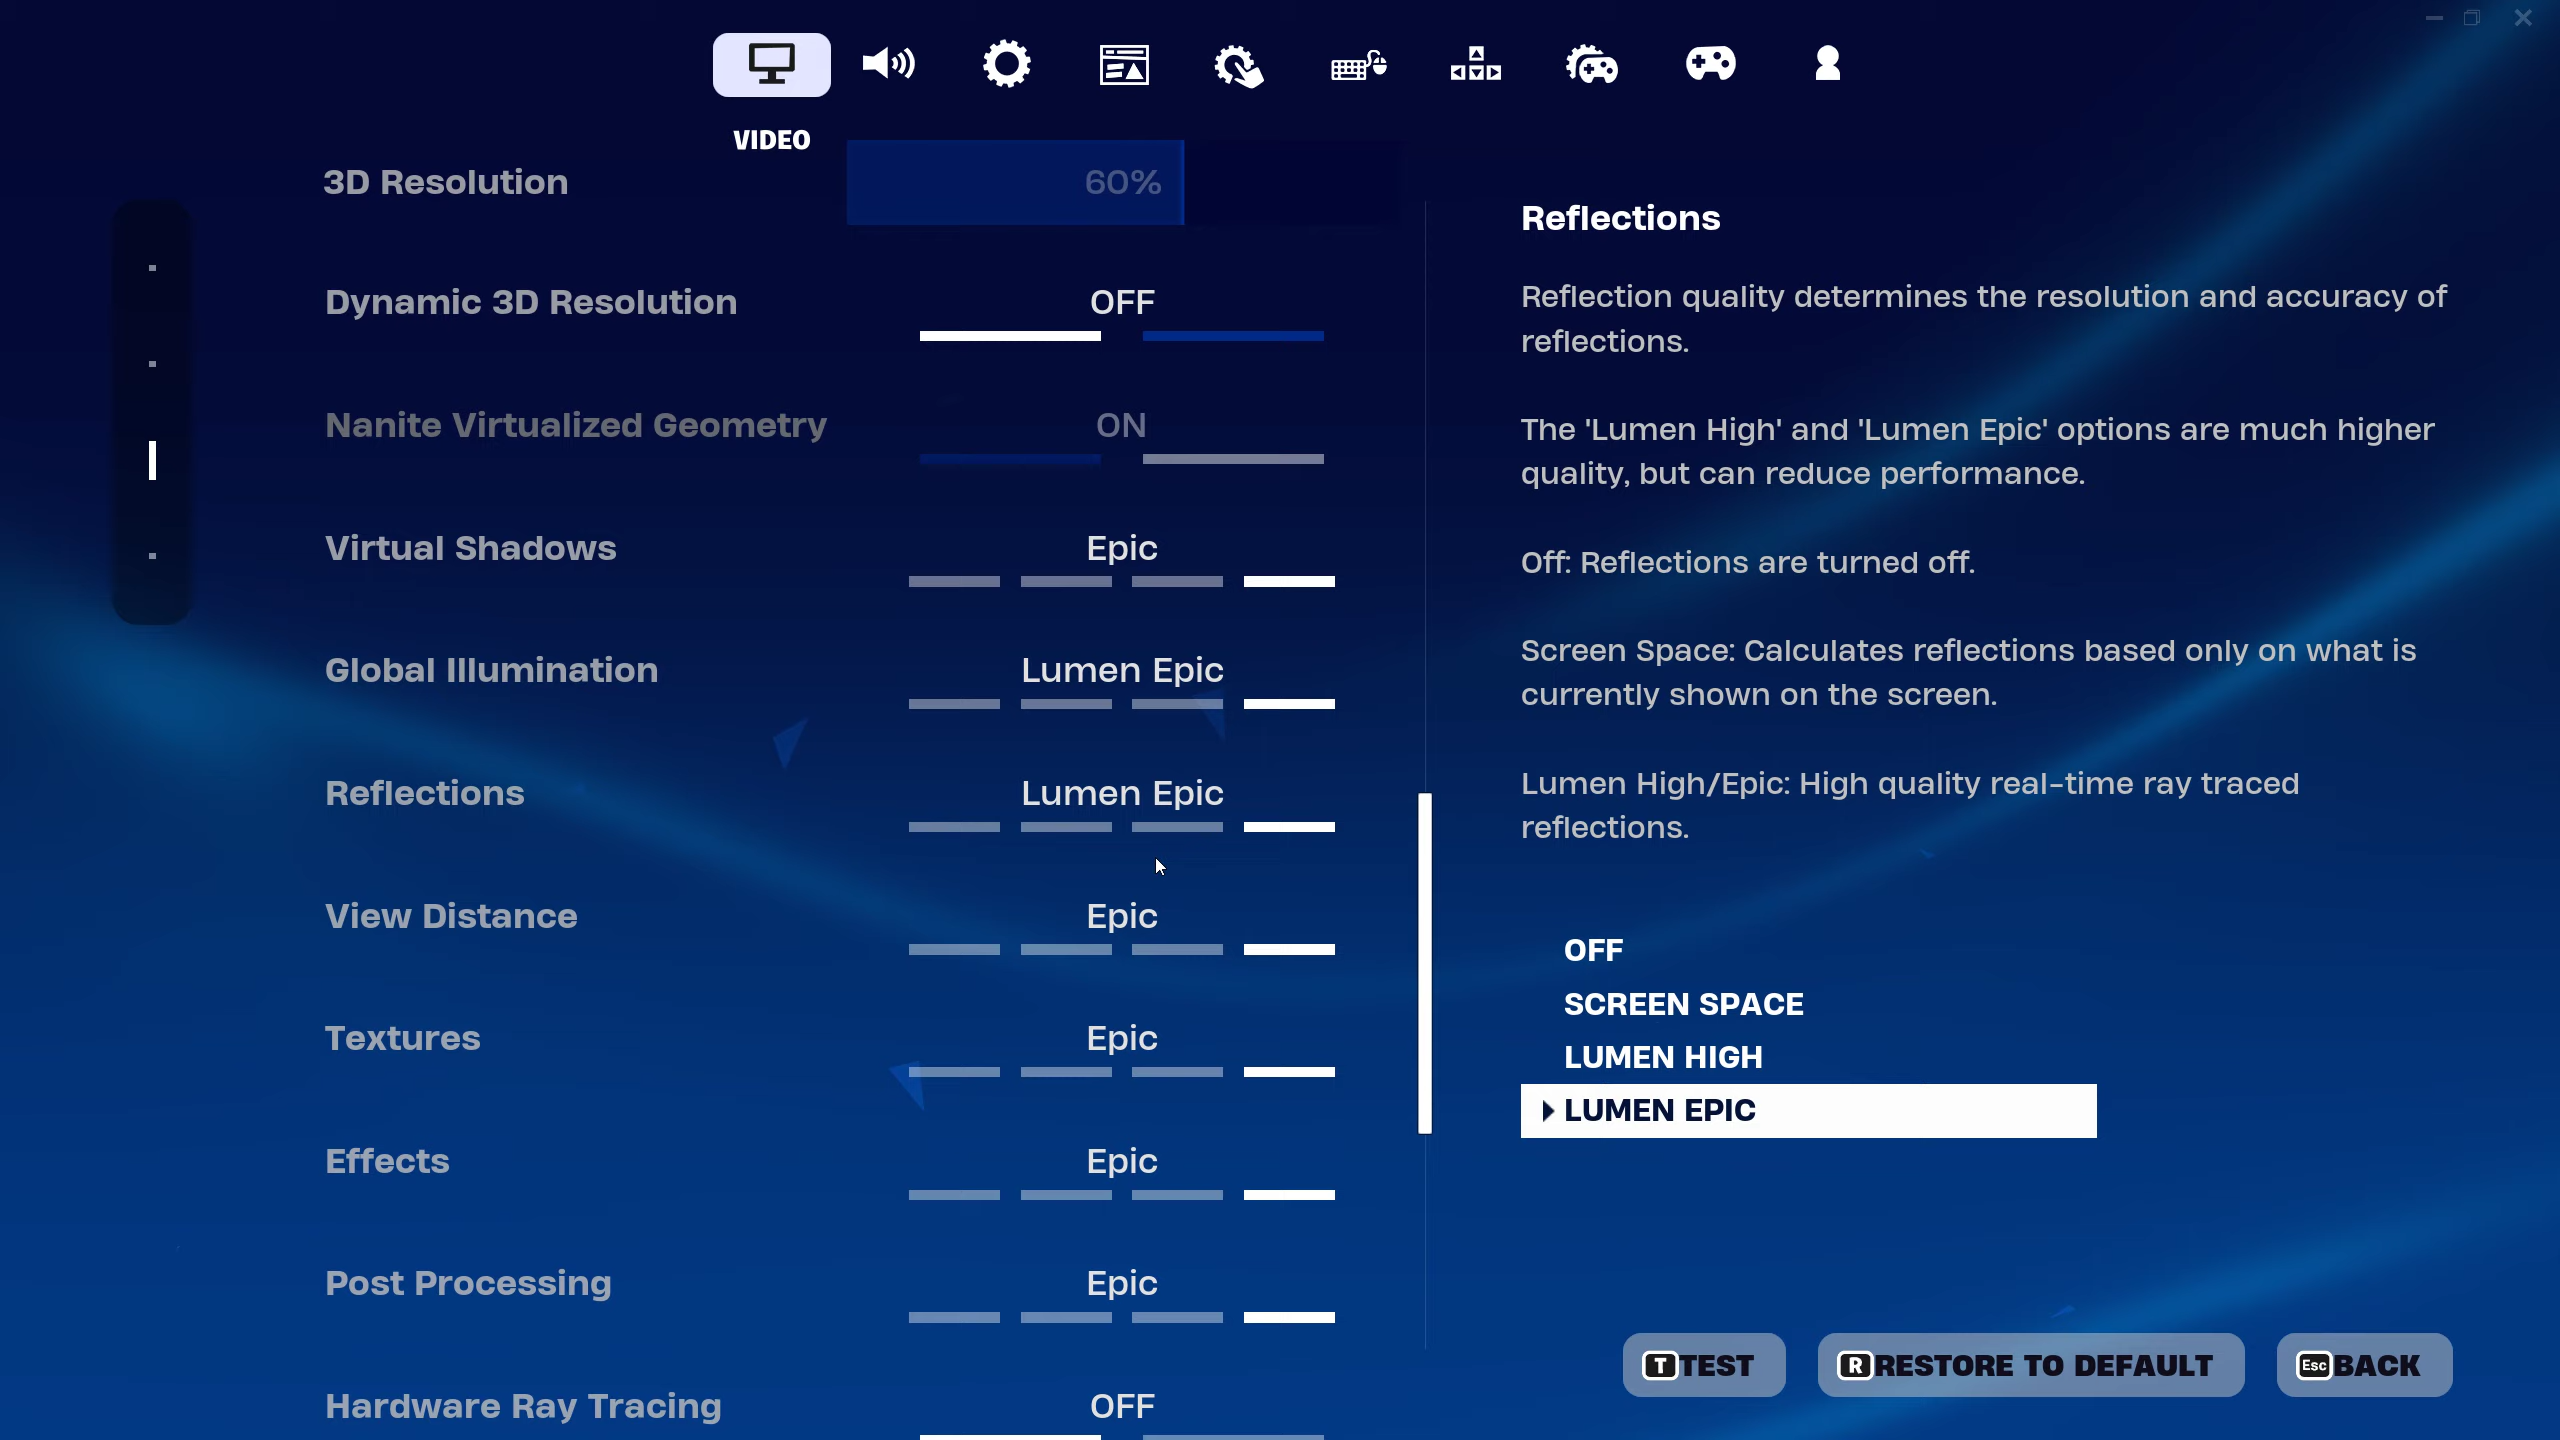 VIDEO
3D Resolution
60%
Dynamic 3D Resolution
OFF
Nanite Virtualized Geometry
ON
Virtual Shadows
Epic
Global Illumination
Lumen Epic
Reflections
Lumen Epic
View Distance
Epic
Textures
Epic
Effects
Epic
Post Processing
Epic
Hardware Ray Tracing
OFF
Reflections
Reflection quality determines the resolution and accuracy of
reflections.
The 'Lumen High' and 'Lumen Epic' options are much higher
quality, but can reduce performance.
Off: Reflections are turned off.
Screen Space: Calculates reflections based only on what is
currently shown on the screen.
Lumen High/Epic: High quality real-time ray traced
reflections.
OFF
SCREEN SPACE
LUMEN HIGH
LUMEN EPIC
T TEST
R RESTORE TO DEFAULT
Esc BACK